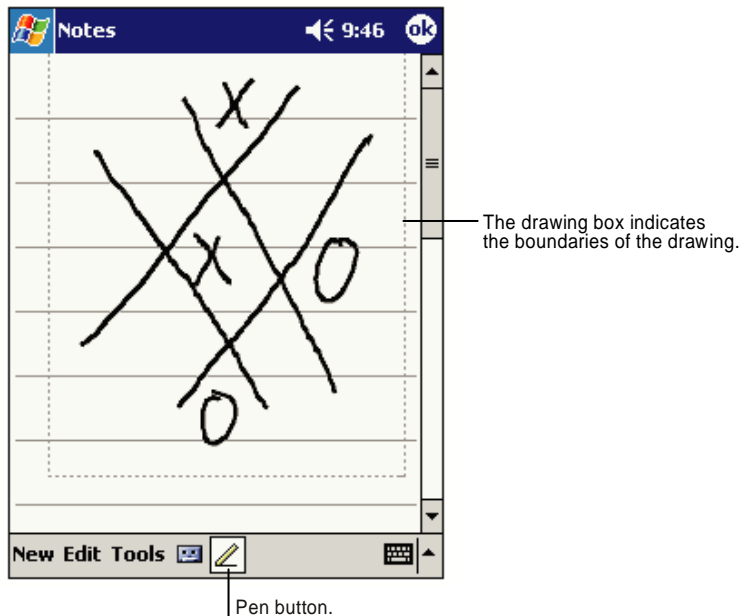 Notes 9:46 ok
X
X
O
O
The drawing box indicates
the boundaries of the drawing.
New Edit Tools
Pen button.